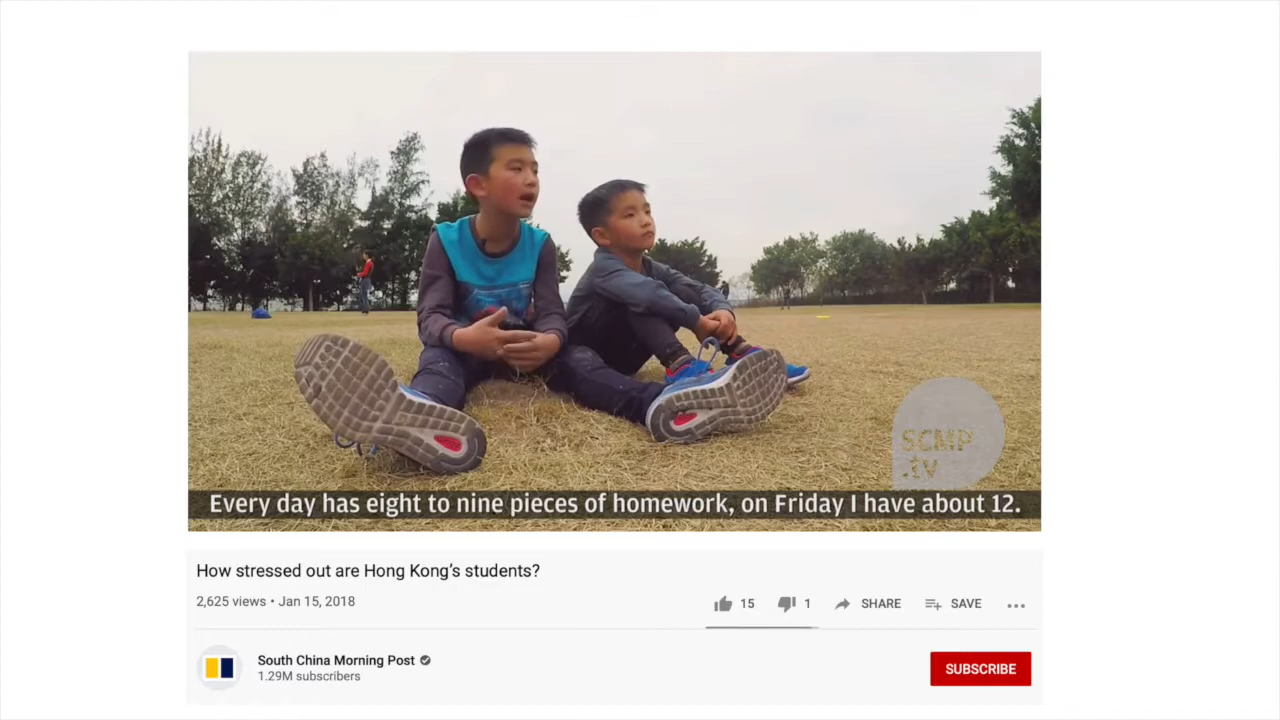 SCMP
.tv
Every day has eight to nine pieces of homework, on Friday I have about 12.
How stressed out are Hong Kong's students?
2,625 views • Jan 15, 2018
15 1 SHARE SAVE
South China Morning Post
1.29M subscribers
SUBSCRIBE